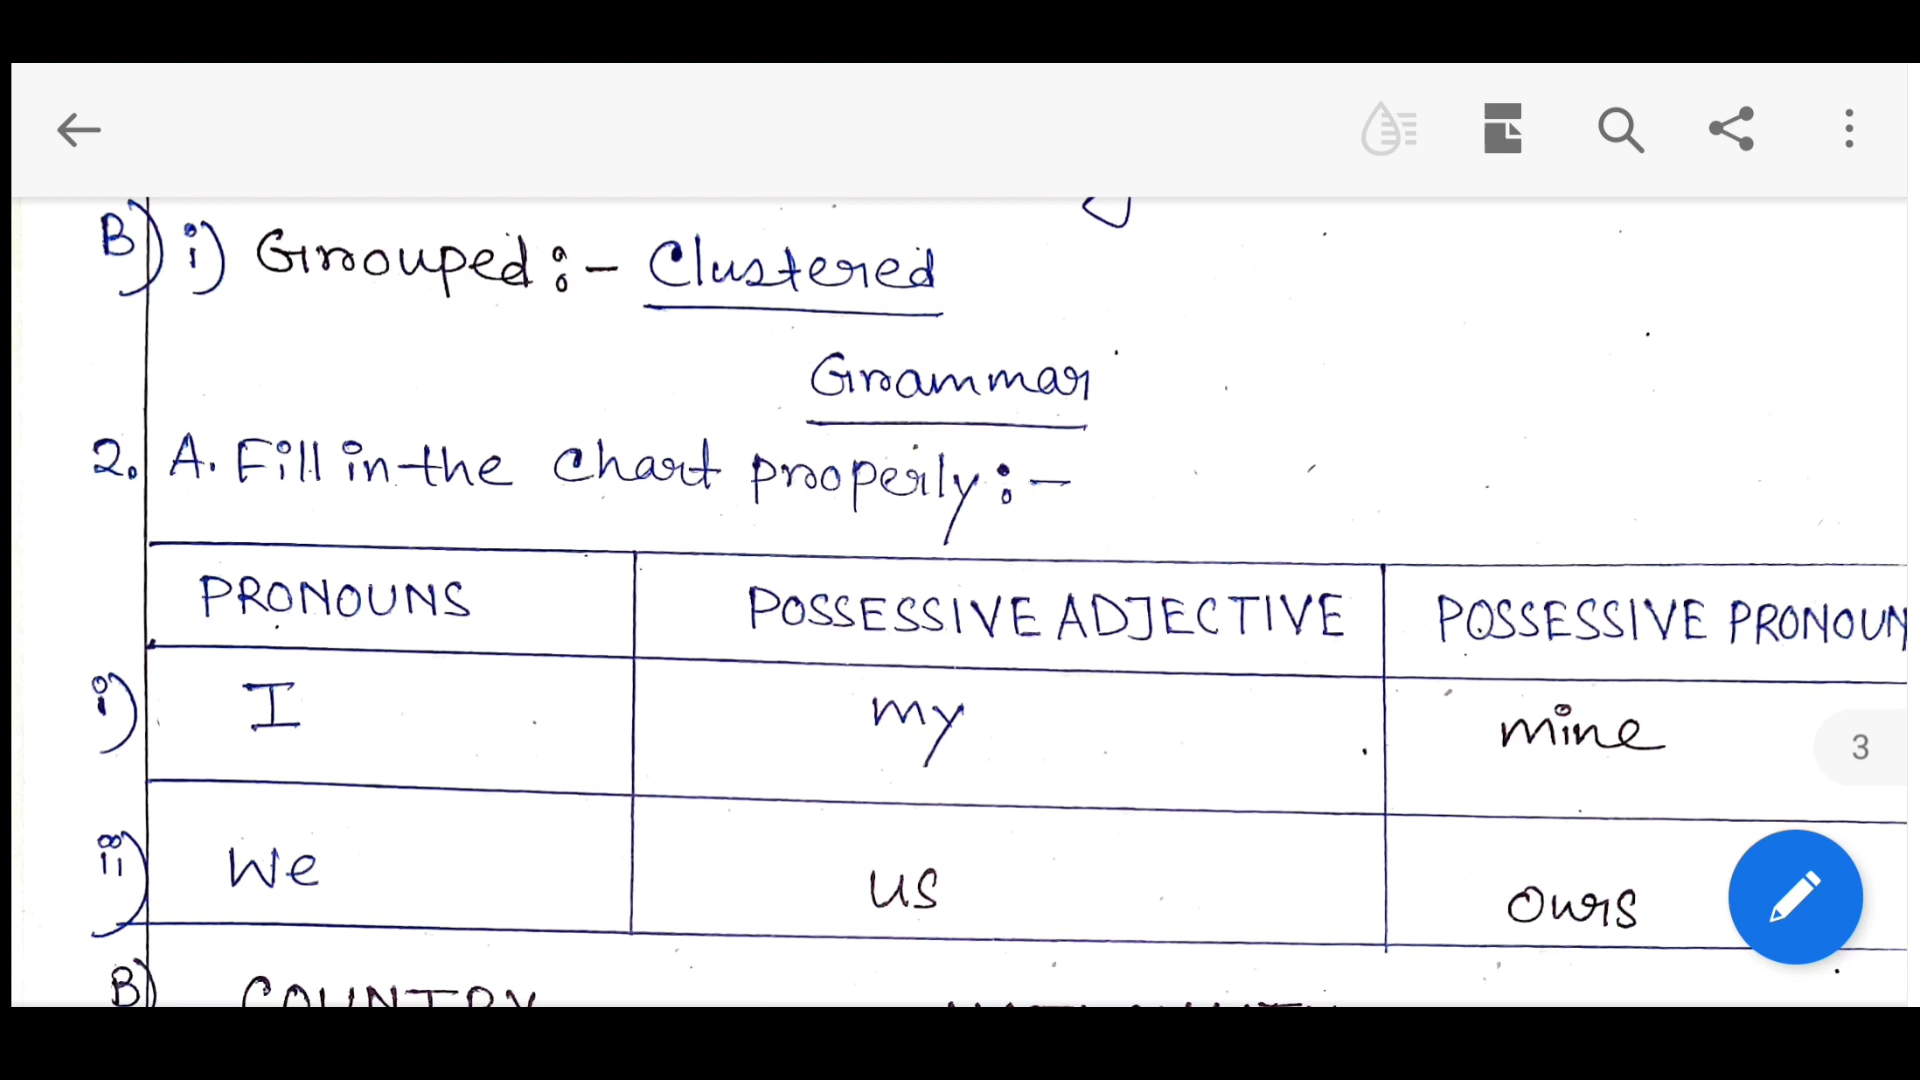 B) i) Grouped :- Clustered
Grammar
2. A. Fill in the chart properly :-
PRONOUNS POSSESSIVE ADJECTIVE POSSESSIVE PRONOUN
i) I my mine
3
ii) We us Ours
B) COUNTRY